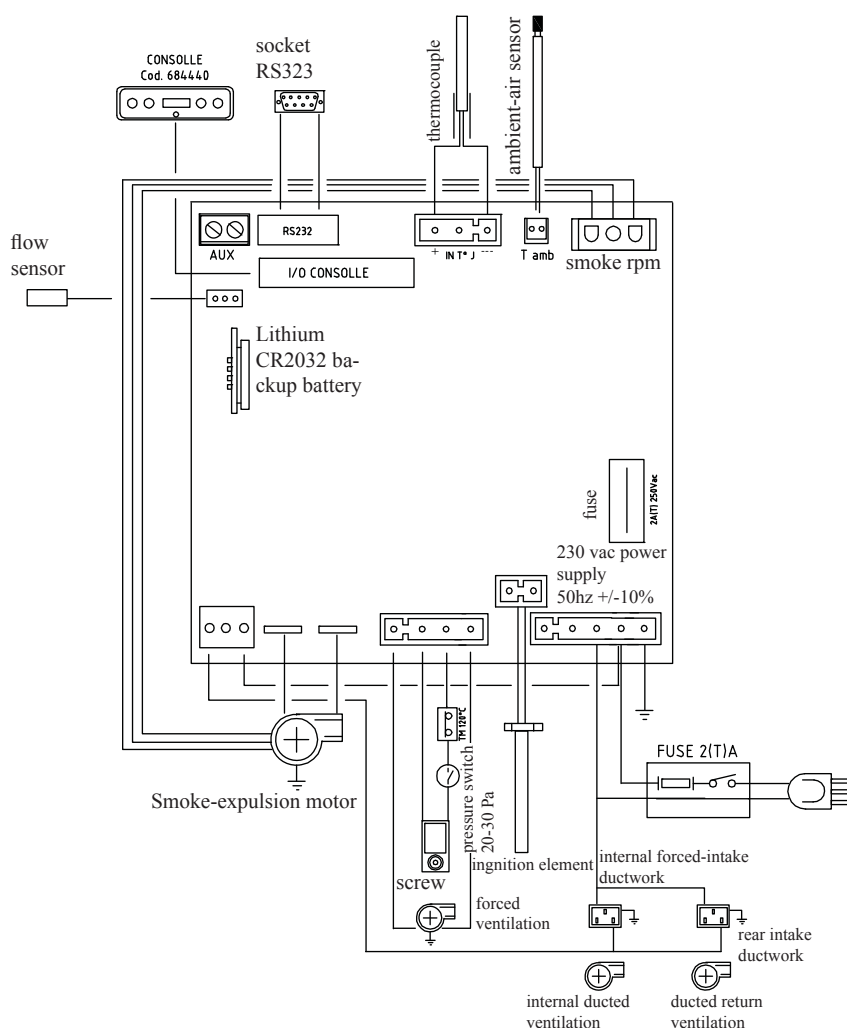 CONSOLLE
Cod. 684440
socket
RS323
thermocouple
ambient-air sensor
flow
sensor
AUX
RS232
I/O CONSOLLE
+ IN T° J ---
T amb
smoke rpm
Lithium
CR2032 ba-
ckup battery
fuse
2A(T) 250Vac
230 vac power
supply
50hz +/-10%
TM 120°C
pressure switch
20-30 Pa
FUSE 2(T)A
Smoke-expulsion motor
screw
ingnition element
internal forced-intake
ductwork
forced
ventilation
rear intake
ductwork
internal ducted
ventilation
ducted return
ventilation